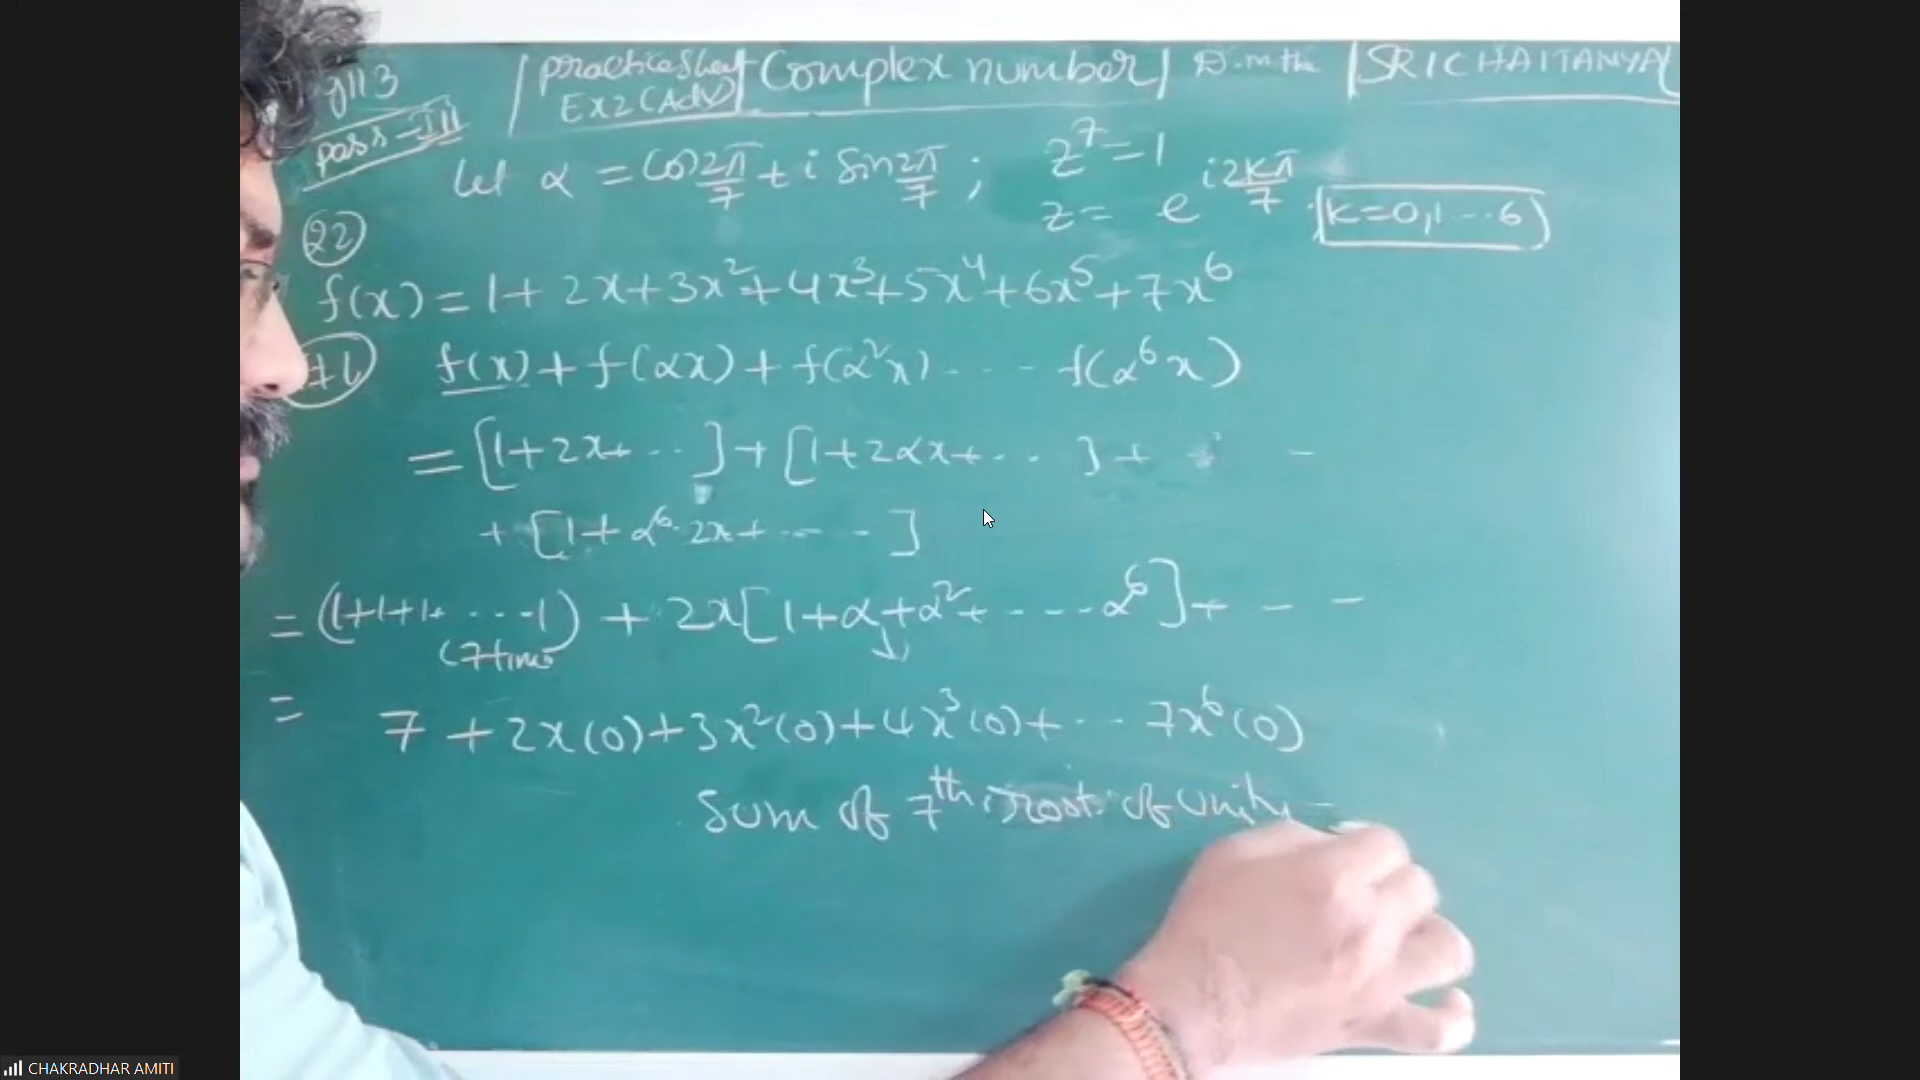 practice sheet
Ex2 (Adv)
Complex number
SRICHAITANYA
pass-III
Let α = Cos 2π/7 + i Sin 2π/7 ; z⁷ = 1
z = e^(i2kπ/7) . k=0,1...6
22
f(x) = 1+2x+3x²+4x³+5x⁴+6x⁵+7x⁶
f(x) + f(αx) + f(α²x) - - - f(α⁶x)
= [1+2x+ ...] + [1+2αx+ ... ] + -
+ [1+α⁶.2x+ ... - ]
= (1+1+1+ ....1) + 2x[1+α+α²+ - ... α⁶] + - -
(7 times
= 7 + 2x(0)+3x²(0)+4x³(0)+ ... 7x⁶(0)
Sum of 7th roots of unity =
CHAKRADHAR AMITI